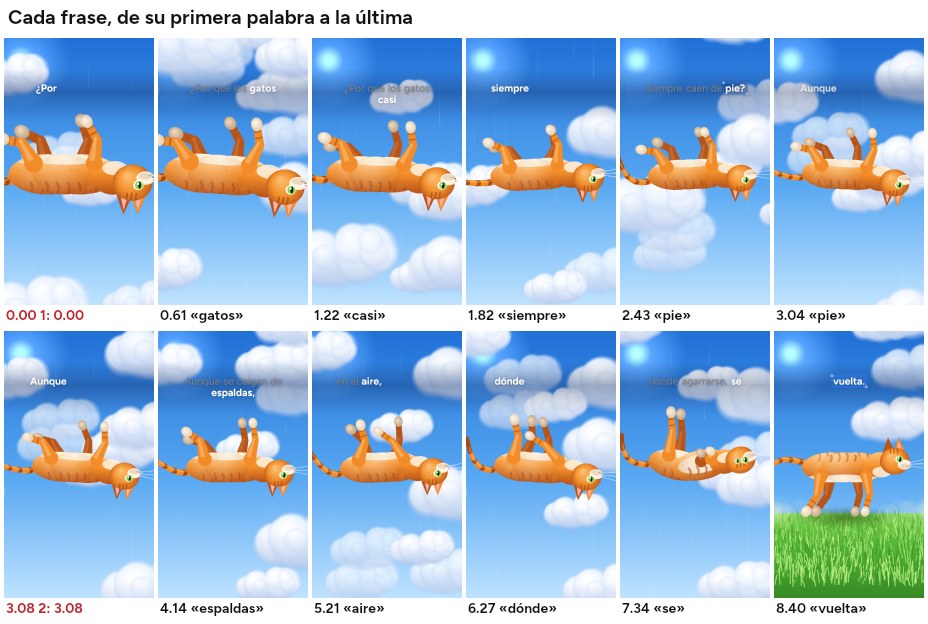 Cada frase, de su primera palabra a la última
¿Por
¿Por qué los gatos
¿Por qué los gatos
casi
siempre
siempre caen de pie?
Aunque
0.00 1: 0.00
0.61 «gatos»
1.22 «casi»
1.82 «siempre»
2.43 «pie»
3.04 «pie»
Aunque
Aunque se caigan de
espaldas,
en el aire,
dónde
dónde agarrarse, se
vuelta.
3.08 2: 3.08
4.14 «espaldas»
5.21 «aire»
6.27 «dónde»
7.34 «se»
8.40 «vuelta»